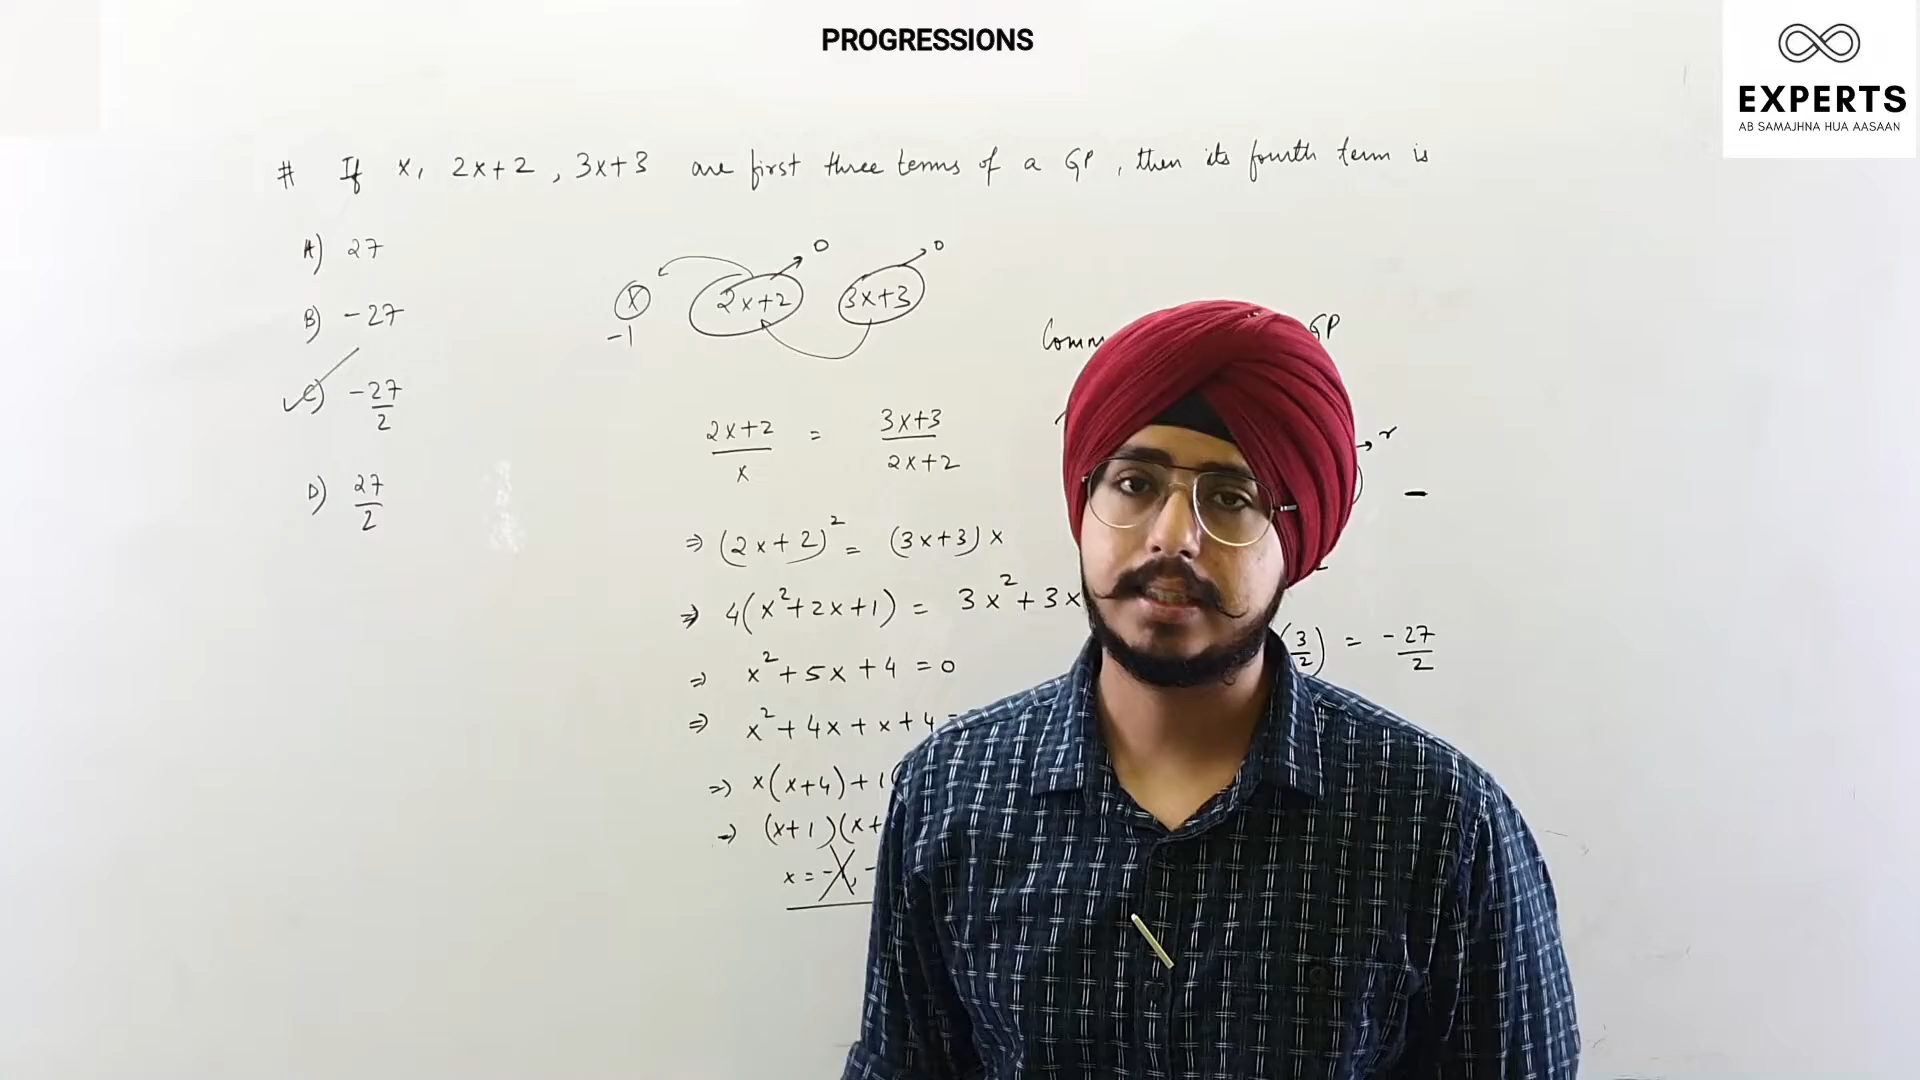 PROGRESSIONS
EXPERTS
AB SAMAJHNA HUA AASAAN
# If x, 2x+2, 3x+3 are first three terms of a GP, then its fourth term is
A) 27
B) -27
C) -27/2
D) 27/2
x 2x+2 0 3x+3 0
-1
GP
(2x+2)/x = (3x+3)/(2x+2)
r
⇒ (2x+2)² = (3x+3)x
⇒ 4(x²+2x+1) = 3x²+3x
(3/2) = -27/2
⇒ x²+5x+4 = 0
⇒ x²+4x+x+4
⇒ x(x+4)+1
⇒ (x+1)(x+
x = -1, -